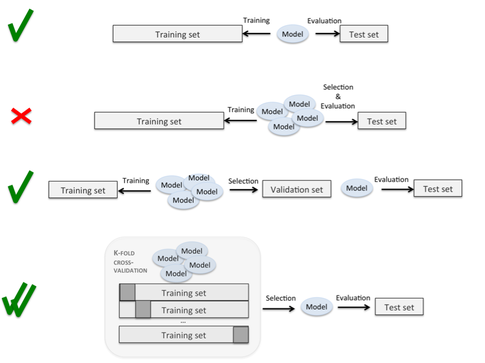 Training
Evaluation
Training set
Model
Test set
Selection
&
Evaluation
Training
Model
Model
Model
Model
Training set
Test set
Training
Selection
Evaluation
Training set
Model
Model
Model
Model
Validation set
Model
Test set
K-FOLD
CROSS-
VALIDATION
Model
Model
Model
Model
Training set
Training set
...
Training set
Selection
Model
Evaluation
Test set